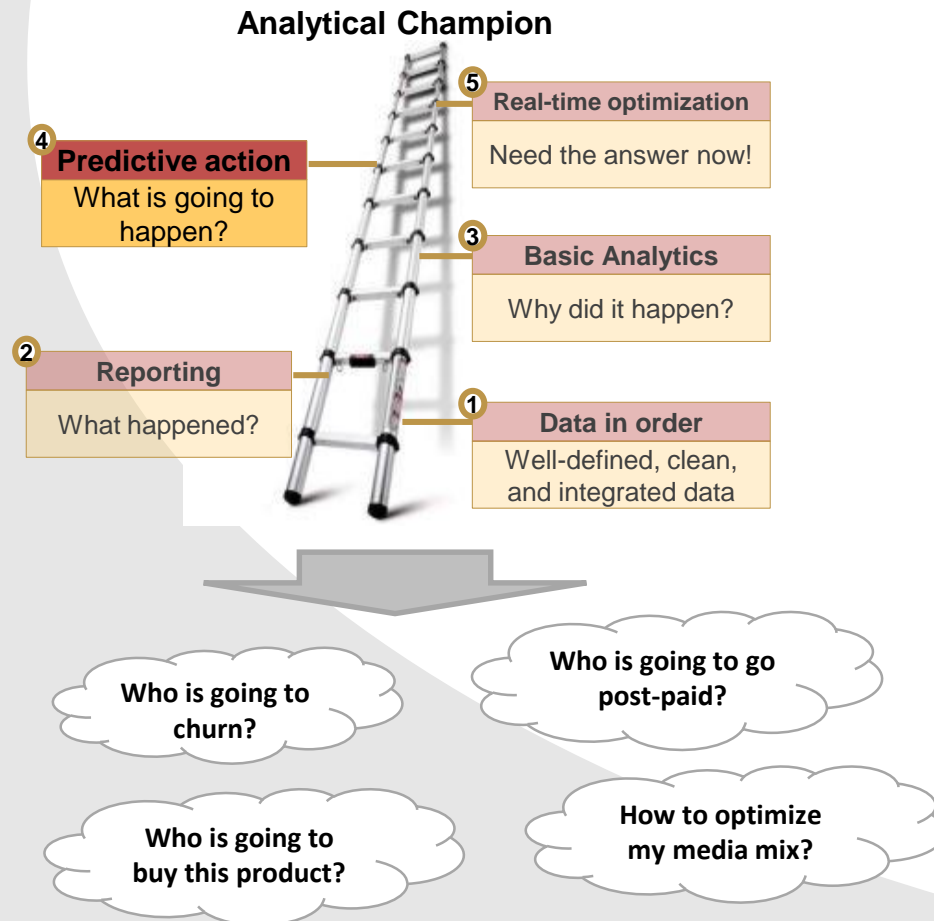 Analytical Champion
5
Real-time optimization
Need the answer now!
4
Predictive action
What is going to
happen?
3
Basic Analytics
Why did it happen?
2
Reporting
What happened?
1
Data in order
Well-defined, clean,
and integrated data
Who is going to
churn?
Who is going to go
post-paid?
Who is going to
buy this product?
How to optimize
my media mix?